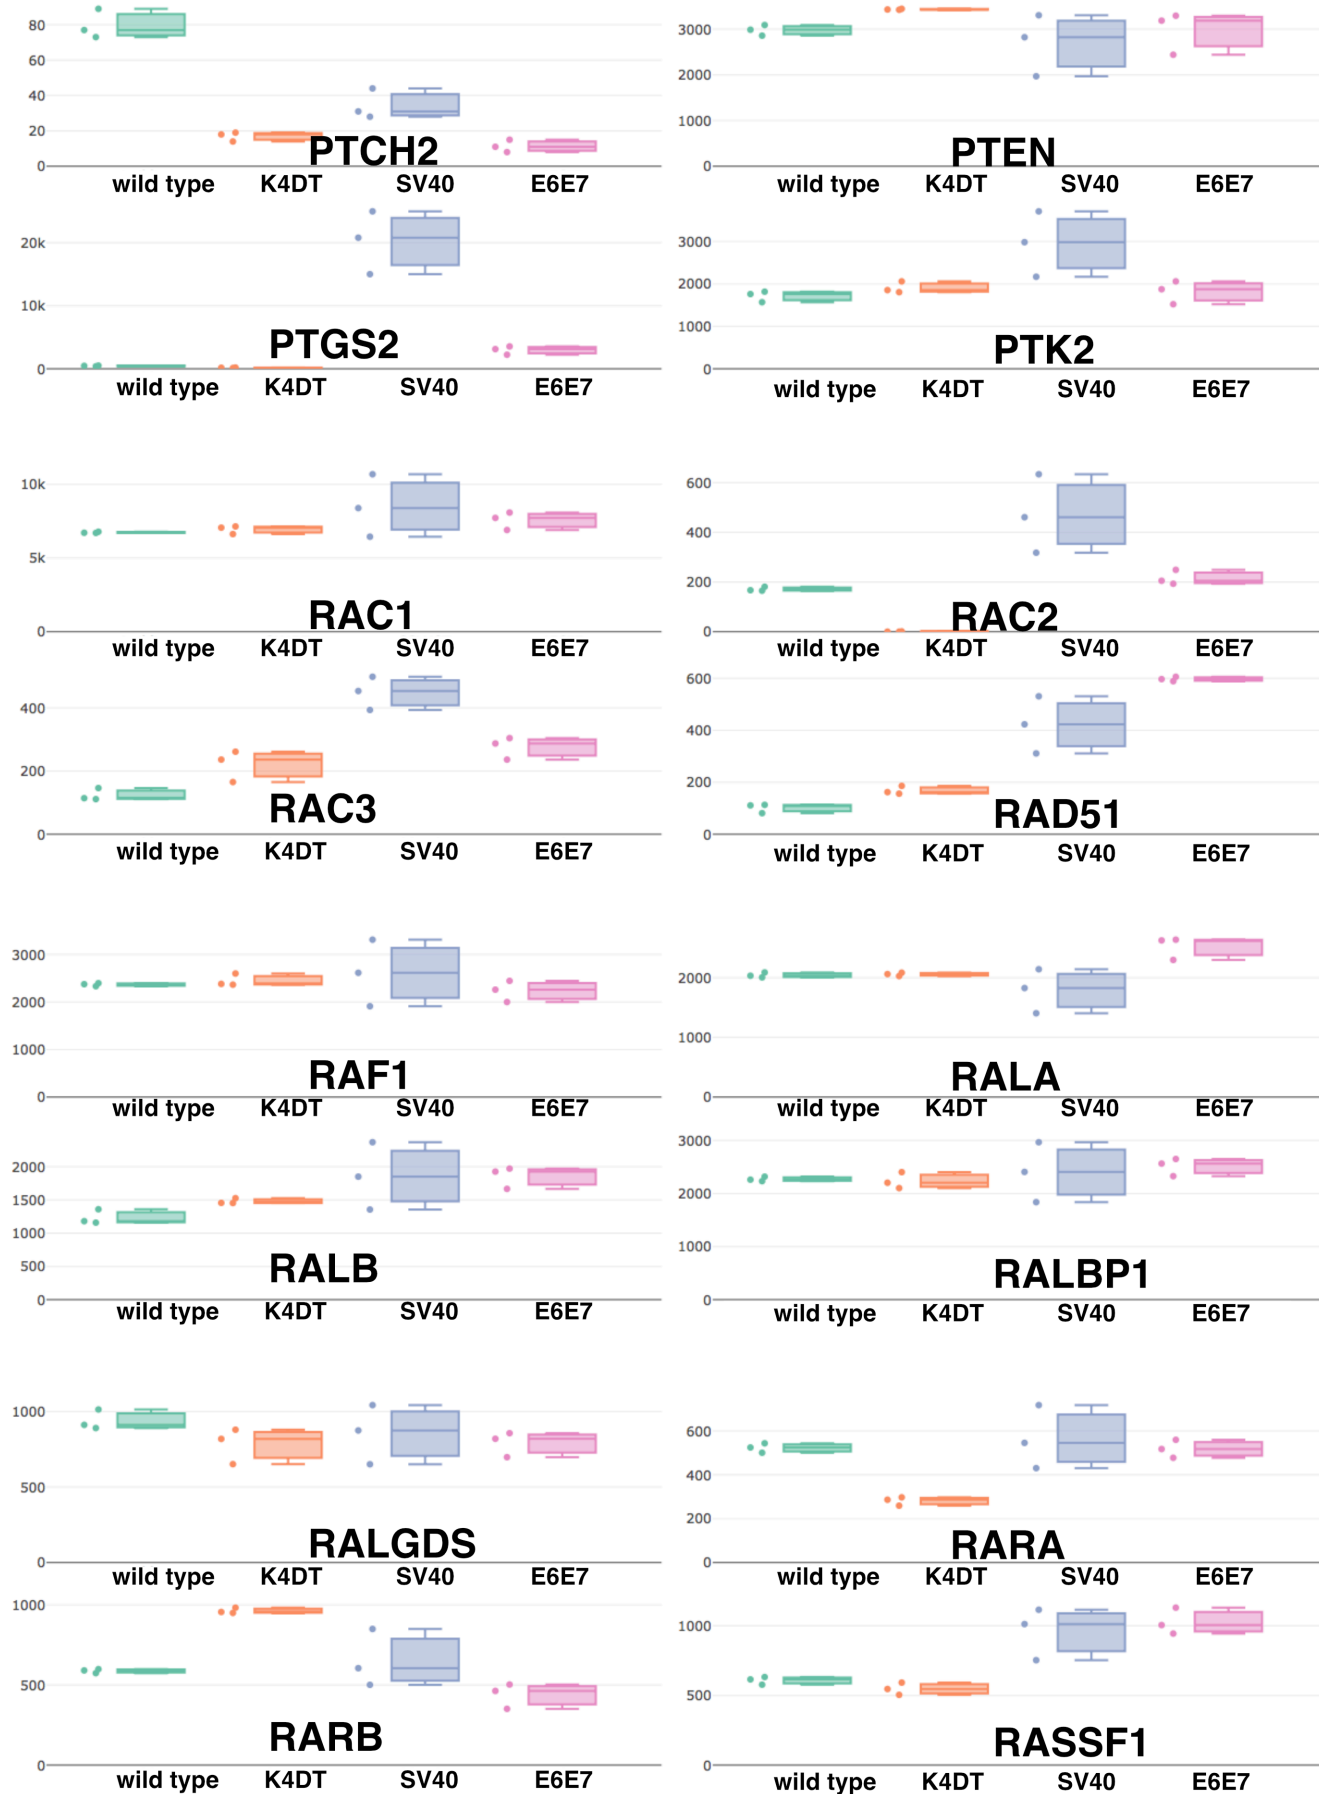 80
60
40
20
0
PTCH2
wild type K4DT SV40 E6E7
3000
2000
1000
0
PTEN
wild type K4DT SV40 E6E7
20k
10k
0
PTGS2
wild type K4DT SV40 E6E7
3000
2000
1000
0
PTK2
wild type K4DT SV40 E6E7
10k
5k
0
RAC1
wild type K4DT SV40 E6E7
600
400
200
0
RAC2
wild type K4DT SV40 E6E7
400
200
0
RAC3
wild type K4DT SV40 E6E7
600
400
200
0
RAD51
wild type K4DT SV40 E6E7
3000
2000
1000
0
RAF1
wild type K4DT SV40 E6E7
2000
1000
0
RALA
wild type K4DT SV40 E6E7
2000
1500
1000
500
0
RALB
wild type K4DT SV40 E6E7
3000
2000
1000
0
RALBP1
wild type K4DT SV40 E6E7
1000
500
0
RALGDS
wild type K4DT SV40 E6E7
600
400
200
0
RARA
wild type K4DT SV40 E6E7
1000
500
0
RARB
wild type K4DT SV40 E6E7
1000
500
0
RASSF1
wild type K4DT SV40 E6E7